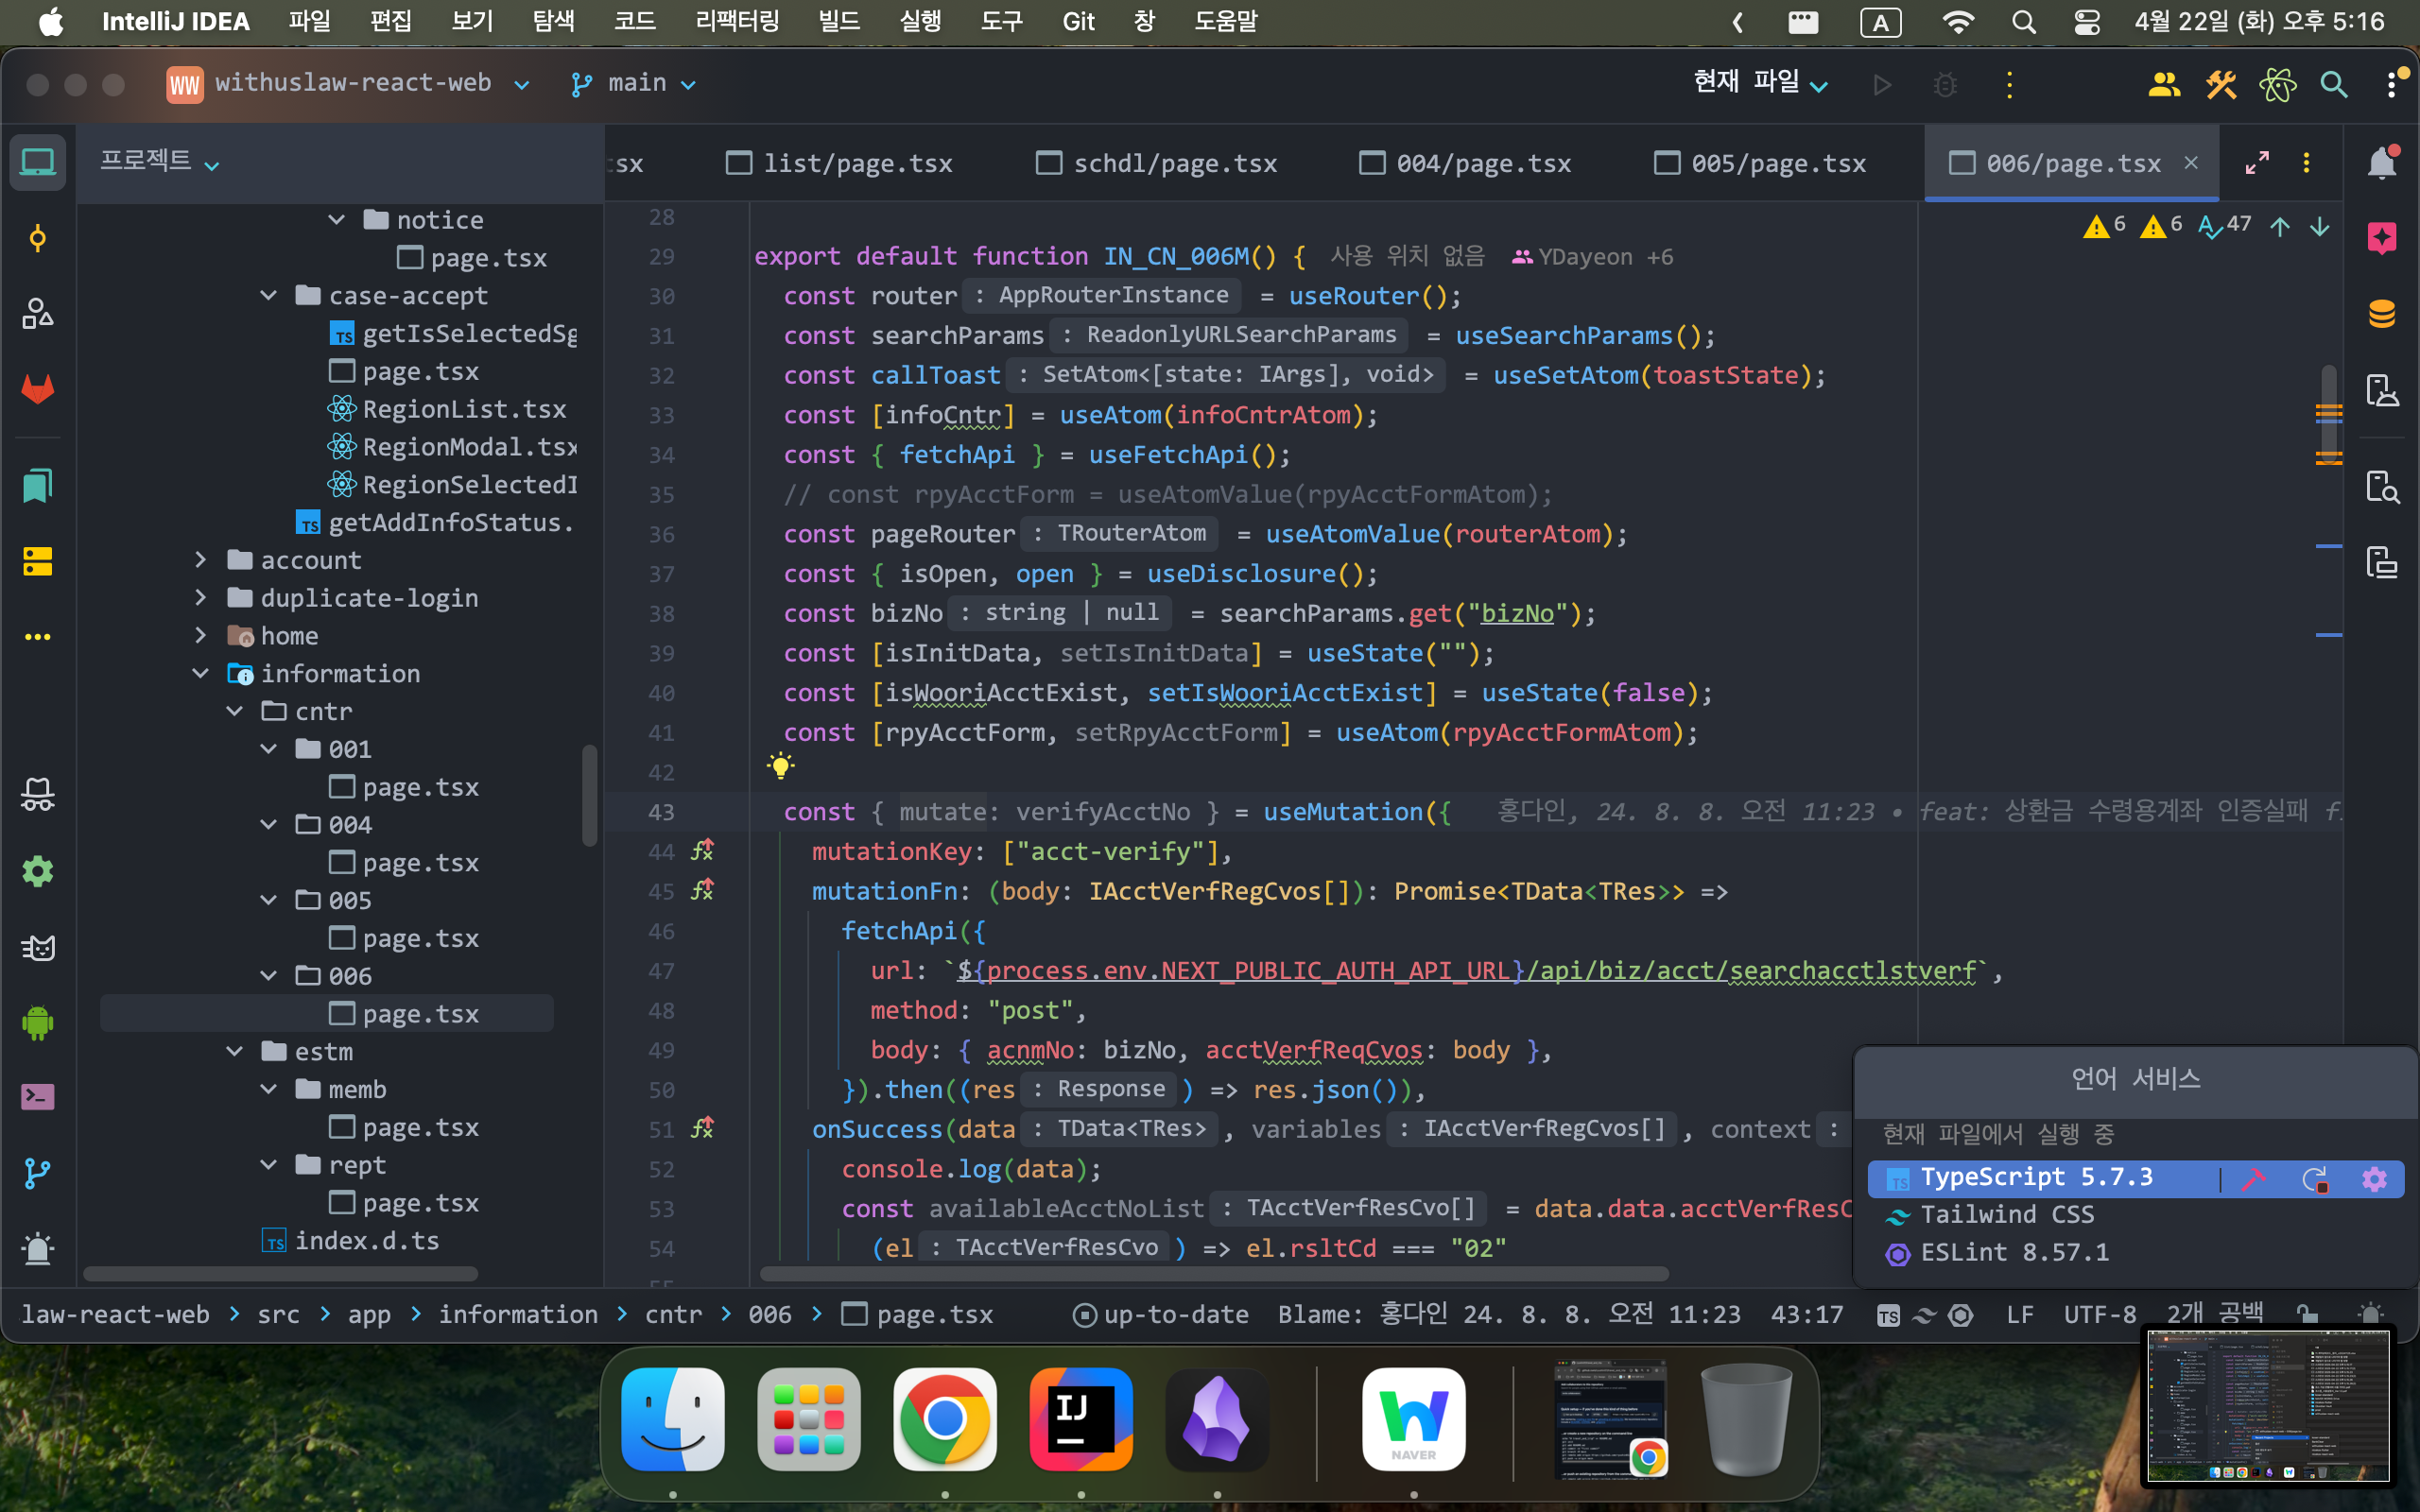 IntelliJ IDEA 파일 편집 보기 탐색 코드 리팩터링 빌드 실행 도구 Git 창 도움말 A 4월 22일 (화) 오후 5:16
WW withuslaw-react-web main 현재 파일
프로젝트
sx list/page.tsx schdl/page.tsx 004/page.tsx 005/page.tsx 006/page.tsx ×
notice
page.tsx
case-accept
TS getIsSelectedSg
page.tsx
RegionList.tsx
RegionModal.tsx
RegionSelectedI
TS getAddInfoStatus.
account
duplicate-login
home
information
cntr
001
page.tsx
004
page.tsx
005
page.tsx
006
page.tsx
estm
memb
page.tsx
rept
page.tsx
TS index.d.ts
6 6 47
28
29 export default function IN_CN_006M() { 사용 위치 없음 YDayeon +6
30 const router : AppRouterInstance = useRouter();
31 const searchParams : ReadonlyURLSearchParams = useSearchParams();
32 const callToast : SetAtom<[state: IArgs], void> = useSetAtom(toastState);
33 const [infoCntr] = useAtom(infoCntrAtom);
34 const { fetchApi } = useFetchApi();
35 // const rpyAcctForm = useAtomValue(rpyAcctFormAtom);
36 const pageRouter : TRouterAtom = useAtomValue(routerAtom);
37 const { isOpen, open } = useDisclosure();
38 const bizNo : string | null = searchParams.get("bizNo");
39 const [isInitData, setIsInitData] = useState("");
40 const [isWooriAcctExist, setIsWooriAcctExist] = useState(false);
41 const [rpyAcctForm, setRpyAcctForm] = useAtom(rpyAcctFormAtom);
42
43 const { mutate: verifyAcctNo } = useMutation({ 홍다인, 24. 8. 8. 오전 11:23 • feat: 상환금 수령용계좌 인증실패 f
44 mutationKey: ["acct-verify"],
45 mutationFn: (body: IAcctVerfRegCvos[]): Promise<TData<TRes>> =>
46 fetchApi({
47 url: `${process.env.NEXT_PUBLIC_AUTH_API_URL}/api/biz/acct/searchacctlstverf`,
48 method: "post",
49 body: { acnmNo: bizNo, acctVerfReqCvos: body },
50 }).then((res : Response ) => res.json()),
51 onSuccess(data : TData<TRes> , variables : IAcctVerfRegCvos[] , context :
52 console.log(data);
53 const availableAcctNoList : TAcctVerfResCvo[] = data.data.acctVerfResC
54 (el : TAcctVerfResCvo ) => el.rsltCd === "02"
55
언어 서비스
현재 파일에서 실행 중
TS TypeScript 5.7.3
Tailwind CSS
ESLint 8.57.1
law-react-web > src > app > information > cntr > 006 > page.tsx up-to-date Blame: 홍다인 24. 8. 8. 오전 11:23 43:17 TS LF UTF-8 2개 공백
IJ
NAVER